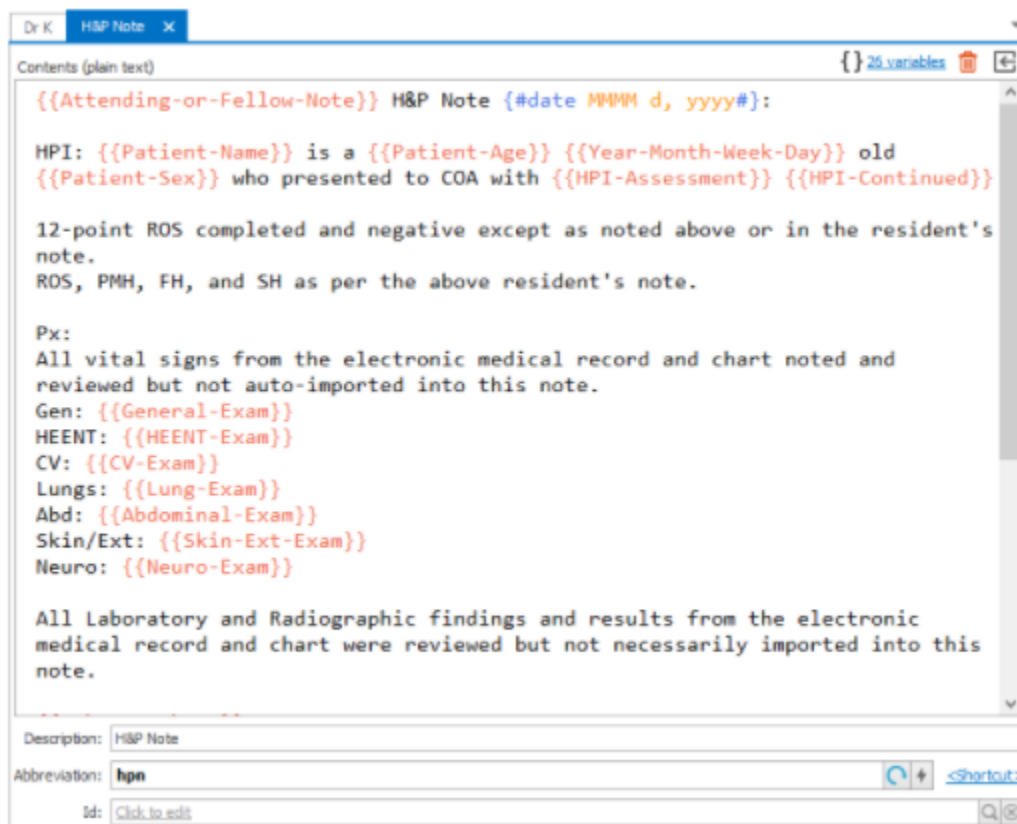 Dr K H&P Note X
Contents (plain text) {} 26 variables
{{Attending-or-Fellow-Note}} H&P Note {#date MMMM d, yyyy#}:
HPI: {{Patient-Name}} is a {{Patient-Age}} {{Year-Month-Week-Day}} old
{{Patient-Sex}} who presented to COA with {{HPI-Assessment}} {{HPI-Continued}}
12-point ROS completed and negative except as noted above or in the resident's
note.
ROS, PMH, FH, and SH as per the above resident's note.
Px:
All vital signs from the electronic medical record and chart noted and
reviewed but not auto-imported into this note.
Gen: {{General-Exam}}
HEENT: {{HEENT-Exam}}
CV: {{CV-Exam}}
Lungs: {{Lung-Exam}}
Abd: {{Abdominal-Exam}}
Skin/Ext: {{Skin-Ext-Exam}}
Neuro: {{Neuro-Exam}}
All Laboratory and Radiographic findings and results from the electronic
medical record and chart were reviewed but not necessarily imported into this
note.
Description: H&P Note
Abbreviation: hpn <Shortcut>
Id: Click to edit